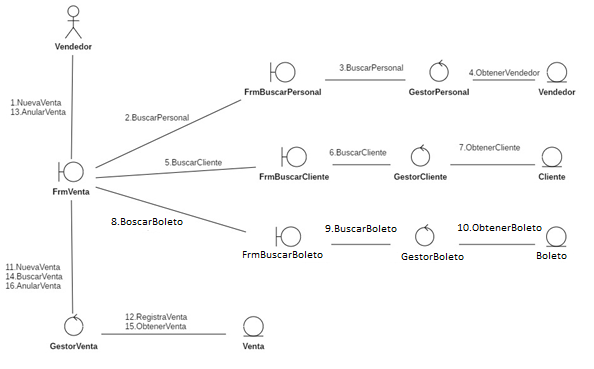 Vendedor
1.NuevaVenta
13.AnularVenta
2.BuscarPersonal
FrmBuscarPersonal
3.BuscarPersonal
GestorPersonal
4.ObtenerVendedor
Vendedor
FrmVenta
5.BuscarCliente
FrmBuscarCliente
6.BuscarCliente
GestorCliente
7.ObtenerCliente
Cliente
8.BoscarBoleto
FrmBuscarBoleto
9.BuscarBoleto
GestorBoleto
10.ObtenerBoleto
Boleto
11.NuevaVenta
14.BuscarVenta
16.AnularVenta
GestorVenta
12.RegistraVenta
15.ObtenerVenta
Venta